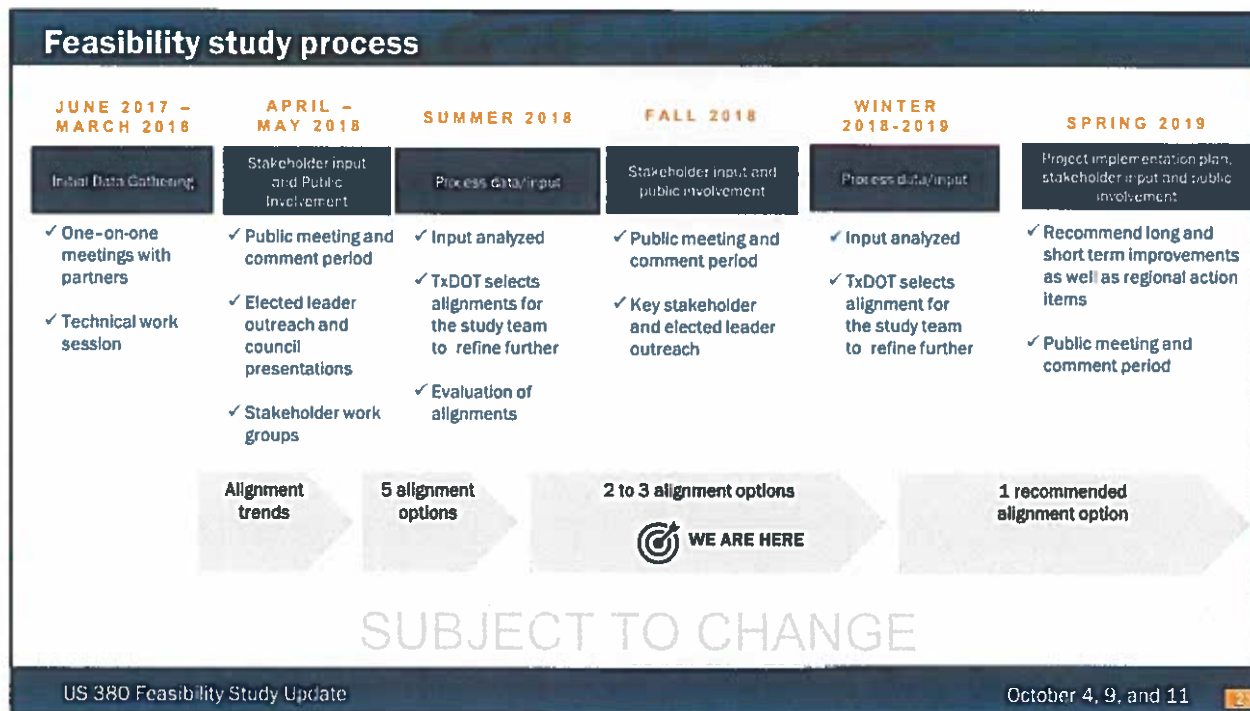 Feasibility study process
JUNE 2017 –
MARCH 2018
Initial Data Gathering
✓ One-on-one
meetings with
partners
✓ Technical work
session
APRIL –
MAY 2018
Stakeholder input
and Public
Involvement
✓ Public meeting and
comment period
✓ Elected leader
outreach and
council
presentations
✓ Stakeholder work
groups
SUMMER 2018
Process data/input
✓ Input analyzed
✓ TxDOT selects
alignments for
the study team
to refine further
✓ Evaluation of
alignments
FALL 2018
Stakeholder input and
public involvement
✓ Public meeting and
comment period
✓ Key stakeholder
and elected leader
outreach
WINTER
2018-2019
Process data/input
✓ Input analyzed
✓ TxDOT selects
alignment for
the study team
to refine further
SPRING 2019
Project implementation plan,
stakeholder input and public
involvement
✓ Recommend long and
short term improvements
as well as regional action
items
✓ Public meeting and
comment period
Alignment
trends
5 alignment
options
2 to 3 alignment options
WE ARE HERE
1 recommended
alignment option
SUBJECT TO CHANGE
US 380 Feasibility Study Update
October 4, 9, and 11